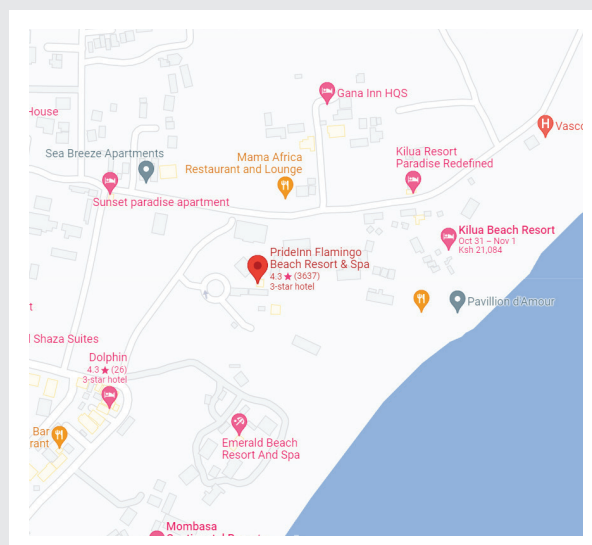 Gana Inn HQS
House
Vasco
Sea Breeze Apartments
Mama Africa
Restaurant and Lounge
Kilua Resort
Paradise Redefined
Sunset paradise apartment
Kilua Beach Resort
Oct 31 – Nov 1
Ksh 21,084
PrideInn Flamingo
Beach Resort & Spa
4.3 ★ (3637)
3-star hotel
Pavillion d'Amour
t
l Shaza Suites
Dolphin
4.3 ★ (26)
3-star hotel
Bar
rant
Emerald Beach
Resort And Spa
Mombasa